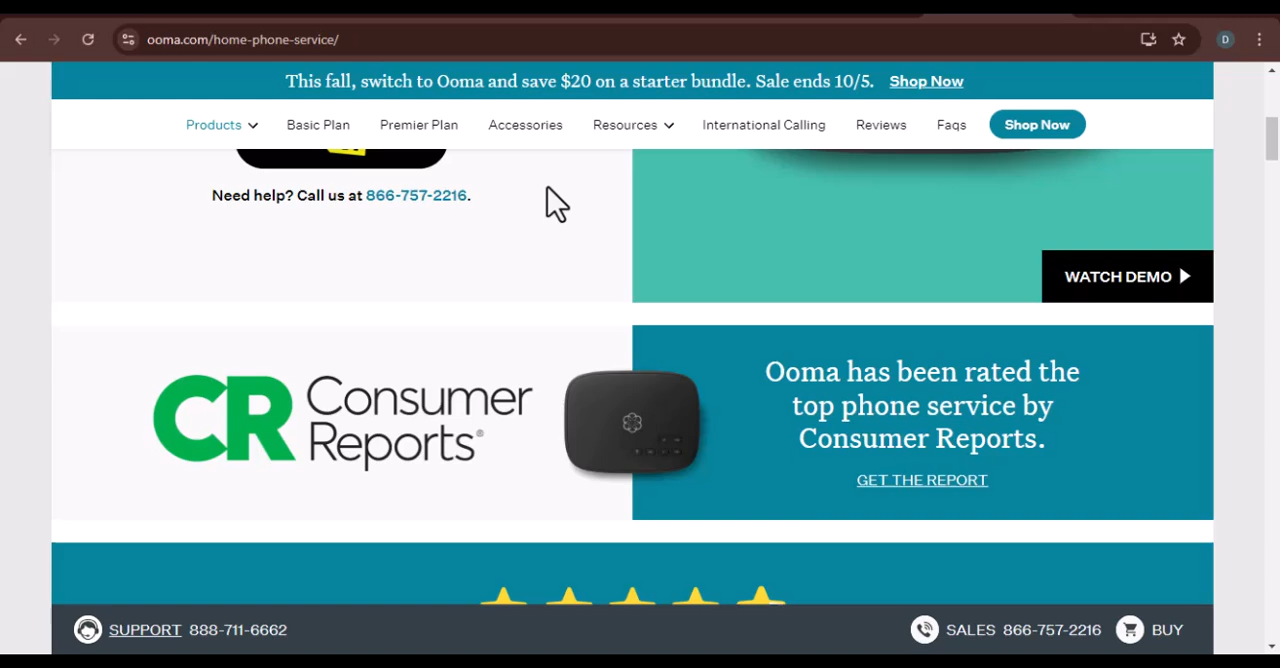 ooma.com/home-phone-service/
D
This fall, switch to Ooma and save $20 on a starter bundle. Sale ends 10/5. Shop Now
Products Basic Plan Premier Plan Accessories Resources International Calling Reviews Faqs Shop Now
Need help? Call us at 866-757-2216.
WATCH DEMO
CR Consumer Reports®
Ooma has been rated the
top phone service by
Consumer Reports.
GET THE REPORT
SUPPORT 888-711-6662 SALES 866-757-2216 BUY